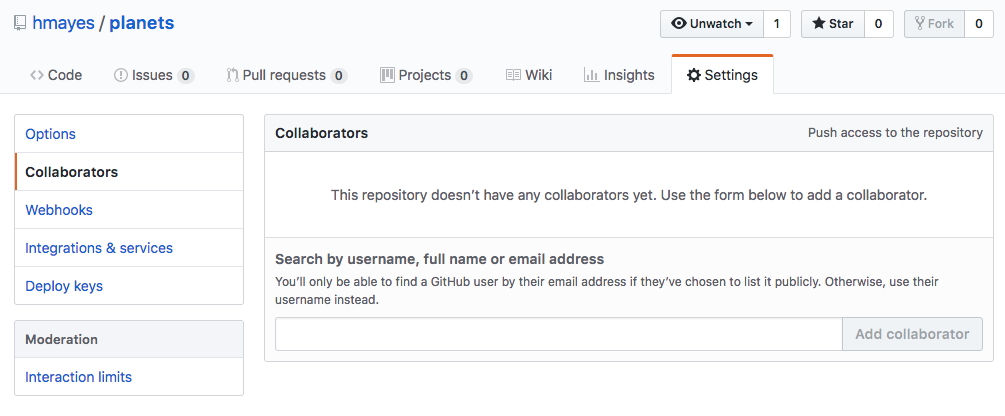 hmayes / planets
Unwatch 1 Star 0 Fork 0
Code Issues 0 Pull requests 0 Projects 0 Wiki Insights Settings
Options
Collaborators
Webhooks
Integrations & services
Deploy keys
Moderation
Interaction limits
Collaborators Push access to the repository
This repository doesn’t have any collaborators yet. Use the form below to add a collaborator.
Search by username, full name or email address
You’ll only be able to find a GitHub user by their email address if they’ve chosen to list it publicly. Otherwise, use their
username instead.
Add collaborator